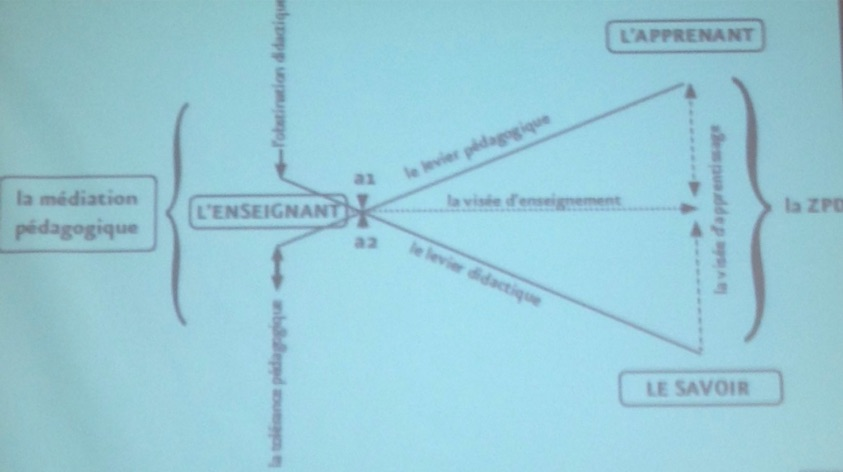 L'APPRENANT
l'obstination didactique
le levier pédagogique
la médiation
pédagogique
L'ENSEIGNANT
a1
a2
la visée d'enseignement
la visée d'apprentissage
la ZPD
le levier didactique
la tolérance pédagogique
LE SAVOIR